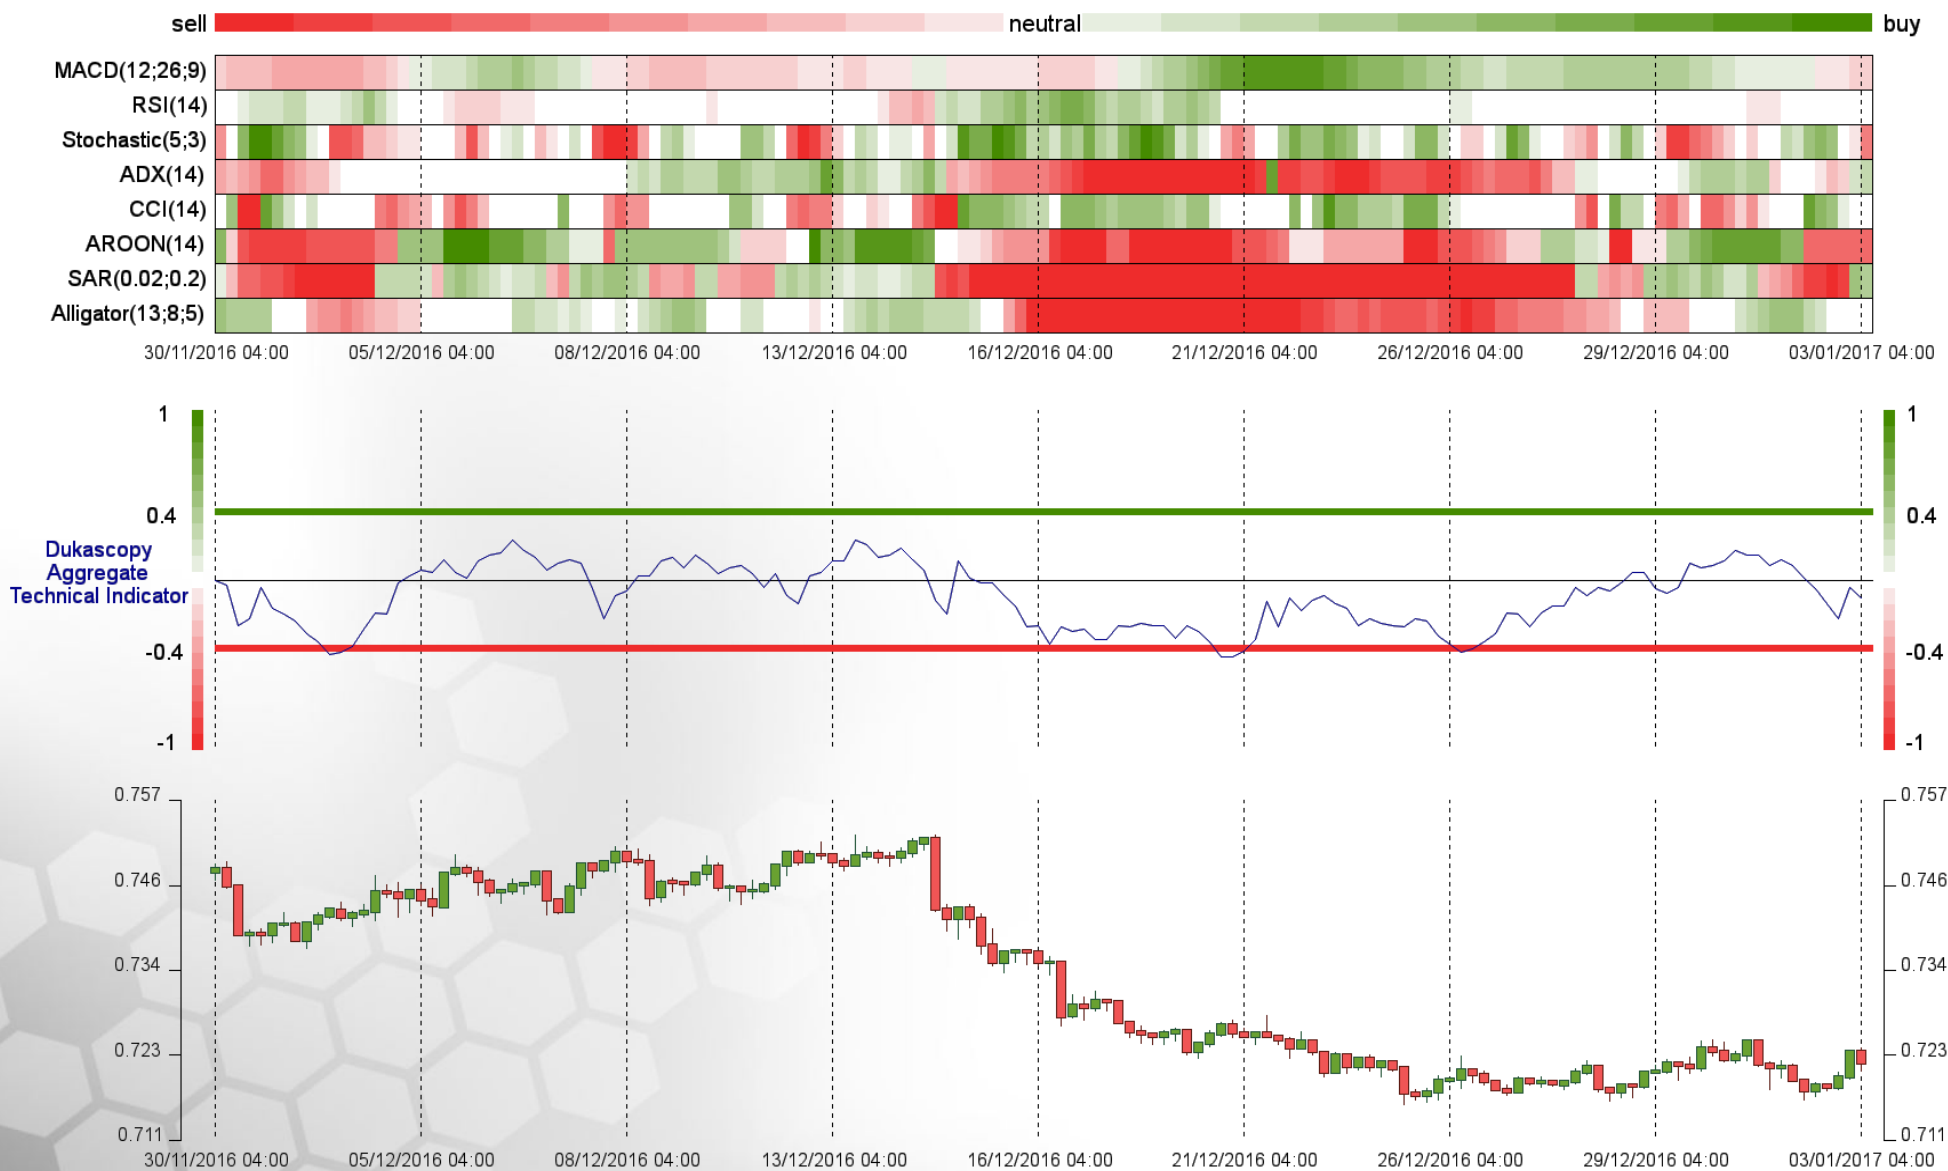 sell neutral buy
MACD(12;26;9)
RSI(14)
Stochastic(5;3)
ADX(14)
CCI(14)
AROON(14)
SAR(0.02;0.2)
Alligator(13;8;5)
30/11/2016 04:00 05/12/2016 04:00 08/12/2016 04:00 13/12/2016 04:00 16/12/2016 04:00 21/12/2016 04:00 26/12/2016 04:00 29/12/2016 04:00 03/01/2017 04:00
1 1
0.4 0.4
Dukascopy
Aggregate
Technical Indicator
-0.4 -0.4
-1 -1
0.757 0.757
0.746 0.746
0.734 0.734
0.723 0.723
0.711 0.711
30/11/2016 04:00 05/12/2016 04:00 08/12/2016 04:00 13/12/2016 04:00 16/12/2016 04:00 21/12/2016 04:00 26/12/2016 04:00 29/12/2016 04:00 03/01/2017 04:00